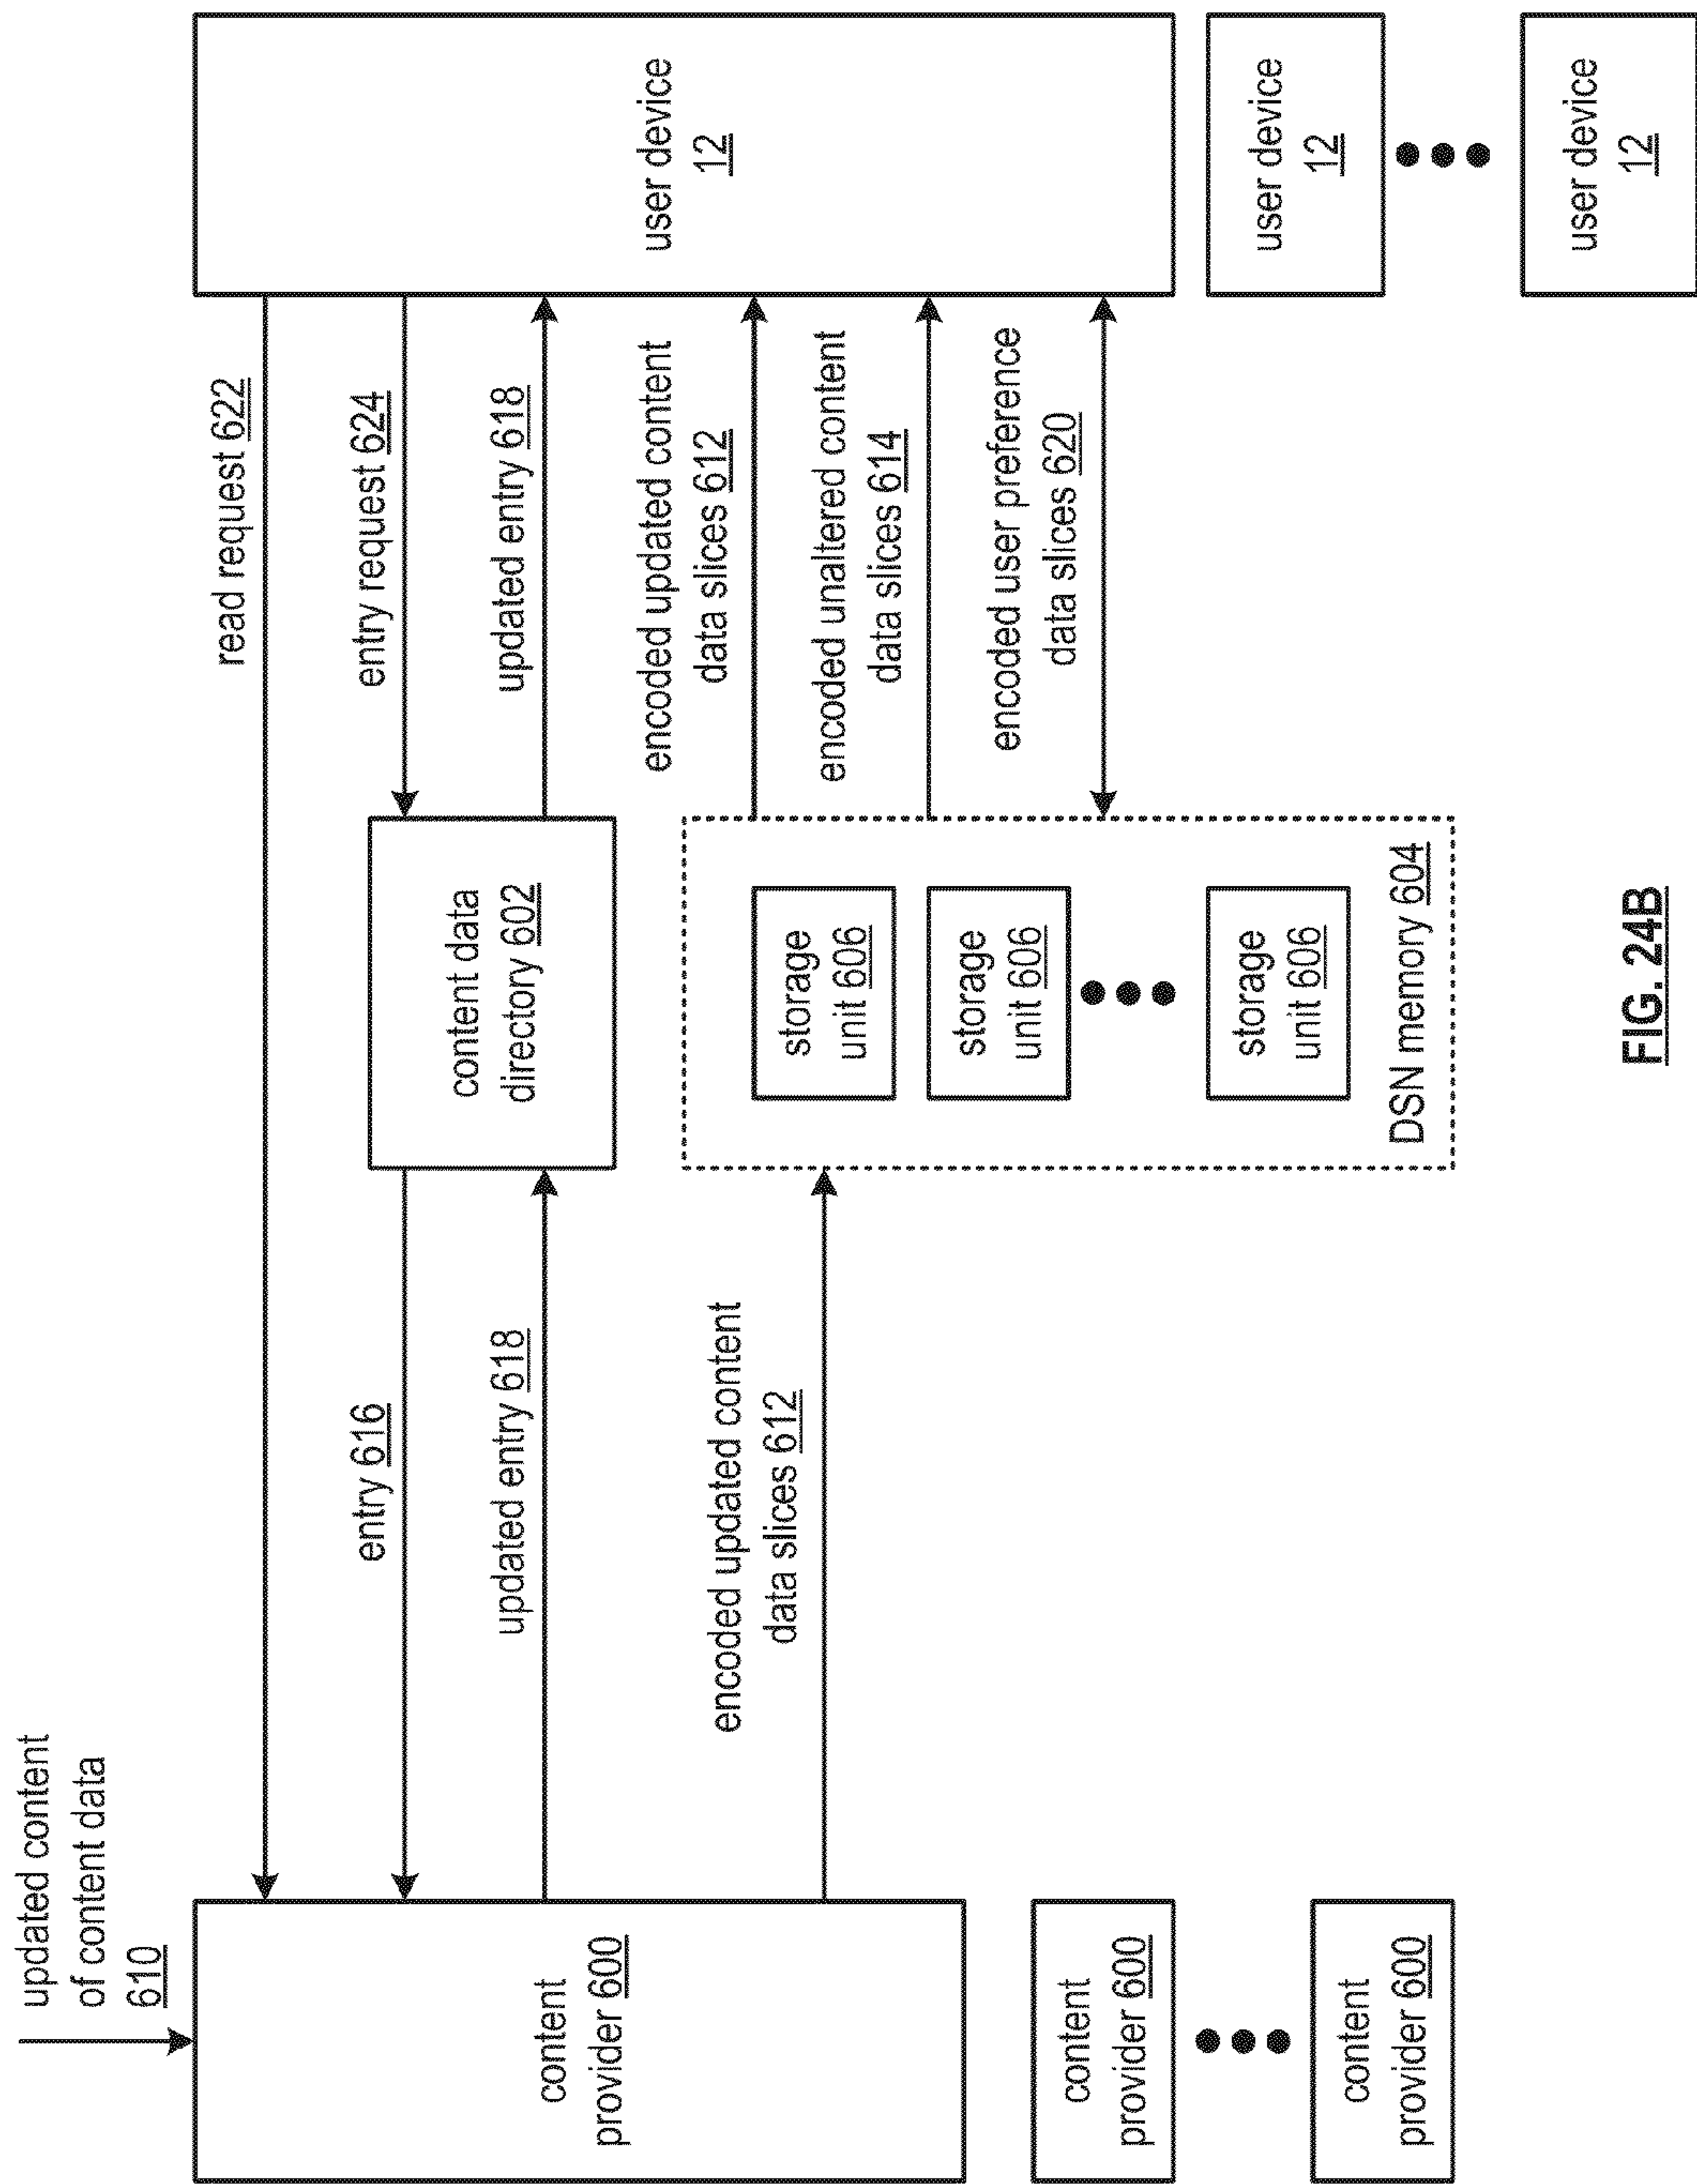 updated content
of content data
610
content
provider 600
content
provider 600
content
provider 600
read request 622
entry 616
updated entry 618
encoded updated content
data slices 612
content data
directory 602
storage
unit 606
storage
unit 606
storage
unit 606
DSN memory 604
entry request 624
updated entry 618
encoded updated content
data slices 612
encoded unaltered content
data slices 614
encoded user preference
data slices 620
user device
12
user device
12
user device
12
FIG. 24B